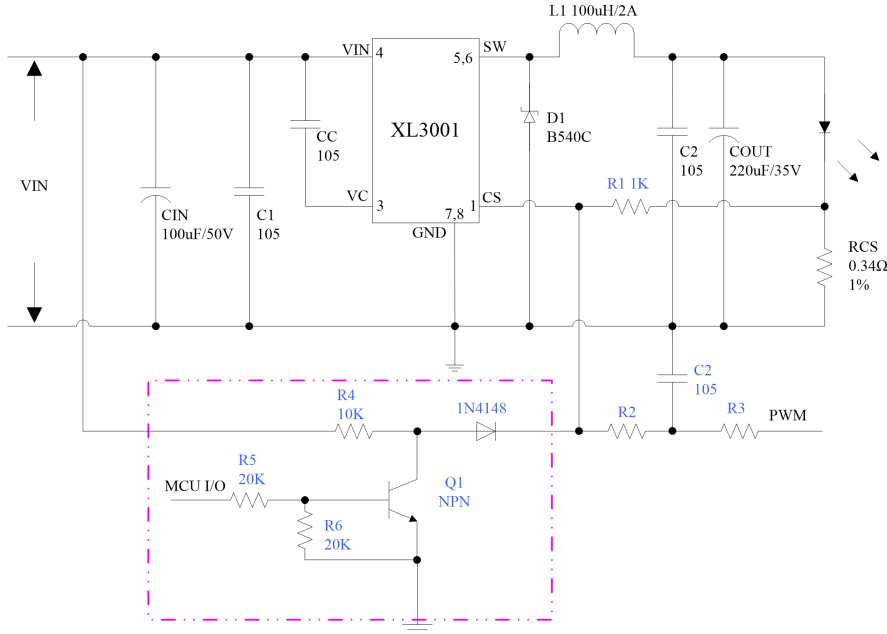 L1 100uH/2A
VIN
4
5,6
SW
XL3001
CC
105
D1
B540C
C2
105
COUT
220uF/35V
VIN
CIN
100uF/50V
C1
105
VC
3
1
CS
7,8
GND
R1 1K
RCS
0.34Ω
1%
C2
105
R4
10K
1N4148
R2
R3
PWM
R5
20K
MCU I/O
Q1
NPN
R6
20K